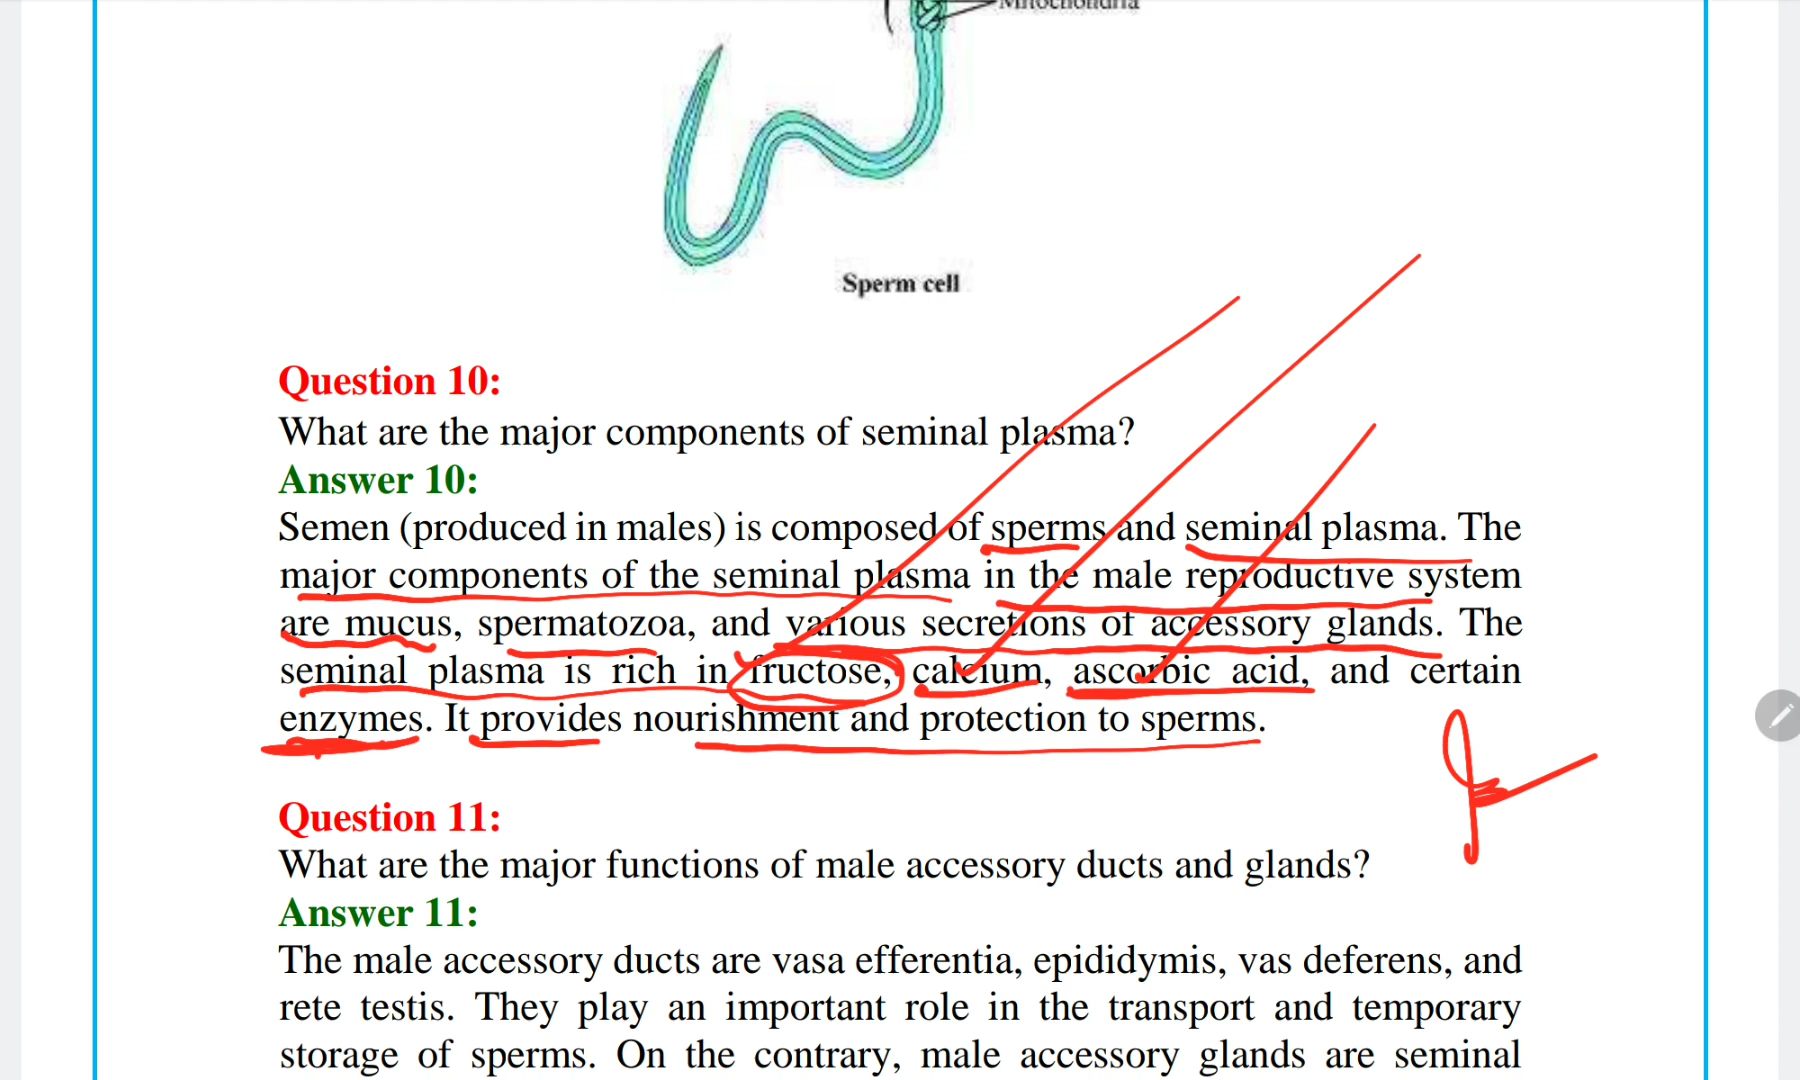 Mitochondria
Sperm cell
Question 10:
What are the major components of seminal plasma?
Answer 10:
Semen (produced in males) is composed of sperms and seminal plasma. The
major components of the seminal plasma in the male reproductive system
are mucus, spermatozoa, and various secretions of accessory glands. The
seminal plasma is rich in fructose, calcium, ascorbic acid, and certain
enzymes. It provides nourishment and protection to sperms.
Question 11:
What are the major functions of male accessory ducts and glands?
Answer 11:
The male accessory ducts are vasa efferentia, epididymis, vas deferens, and
rete testis. They play an important role in the transport and temporary
storage of sperms. On the contrary, male accessory glands are seminal